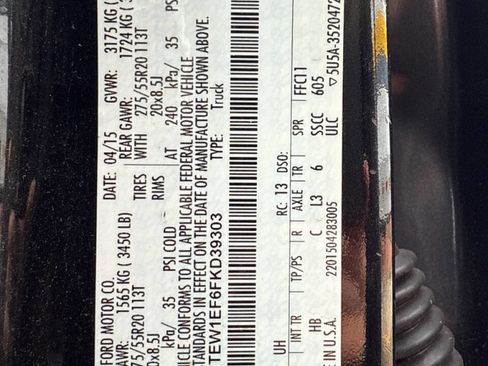 FORD MOTOR CO.
DATE: 04/15
GVWR: 3175 KG (
GAWR: 1565 KG ( 3450 LB)
REAR GAWR: 1724 KG (
275/55R20 113T
TIRES WITH 275/55R20 113T
20x8.5J
RIMS 20x8.5J
kPa/ 35 PSI COLD
AT 240 kPa/ 35 PSI
VEHICLE CONFORMS TO ALL APPLICABLE FEDERAL MOTOR VEHICLE
STANDARDS IN EFFECT ON THE DATE OF MANUFACTURE SHOWN ABOVE.
TEW1EF6FKD39303
TYPE: Truck
UH
RC: 13 DSO:
FFC11
INT TR TP/PS R AXLE TR SPR
HB C L3 6 SSCC 605
IN U.S.A. 2201504283005 ULC
▽5U5A-3520472